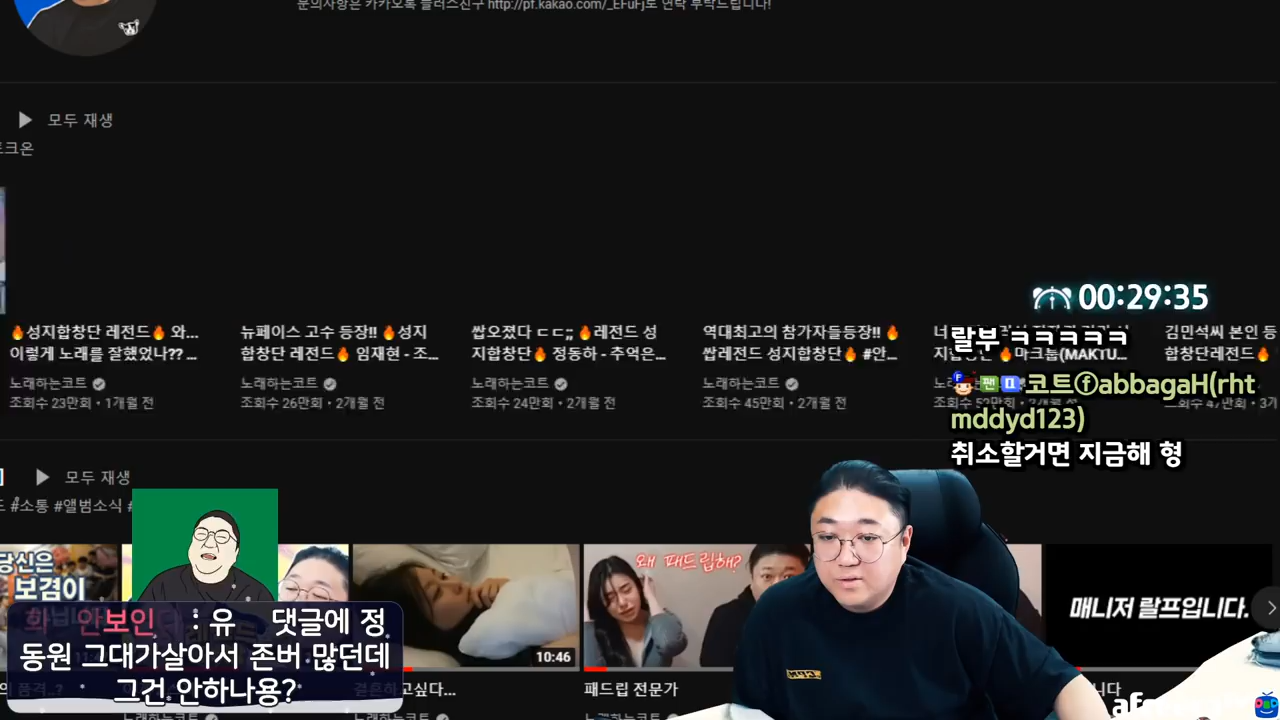 문의사항은 카카오톡 플러스친구 http://pf.kakao.com/_EFuFj로 연락 부탁드립니다!
모두 재생
토크온
🔥성지합창단 레전드🔥 와...
이렇게 노래를 잘했었나?? ...
노래하는코트
조회수 23만회 • 1개월 전
뉴페이스 고수 등장!! 🔥성지
합창단 레전드🔥 임재현 - 조...
노래하는코트
조회수 26만회 • 2개월 전
쌉오졌다 ㄷㄷ;; 🔥레전드 성
지합창단🔥 정동하 - 추억은...
노래하는코트
조회수 24만회 • 2개월 전
역대최고의 참가자들등장!! 🔥
쌉레전드 성지합창단🔥 #안...
노래하는코트
조회수 45만회 • 2개월 전
🔥마크툽(MAKTU...
김민석씨 본인 등
합창단레전드🔥
00:29:35
랄부 ㅋㅋㅋㅋㅋ
팬 코트ⓕabbagaH(rht
mddyd123)
취소할거면 지금해 형
모두 재생
#소통 #앨범소식
당신은
보겸이
10:46
왜 패드립해?
매니저 랄프입니다.
패드립 전문가
화 안보인 : 유 댓글에 정
동원 그대가살아서 존버 많던데
그건 안하나용?